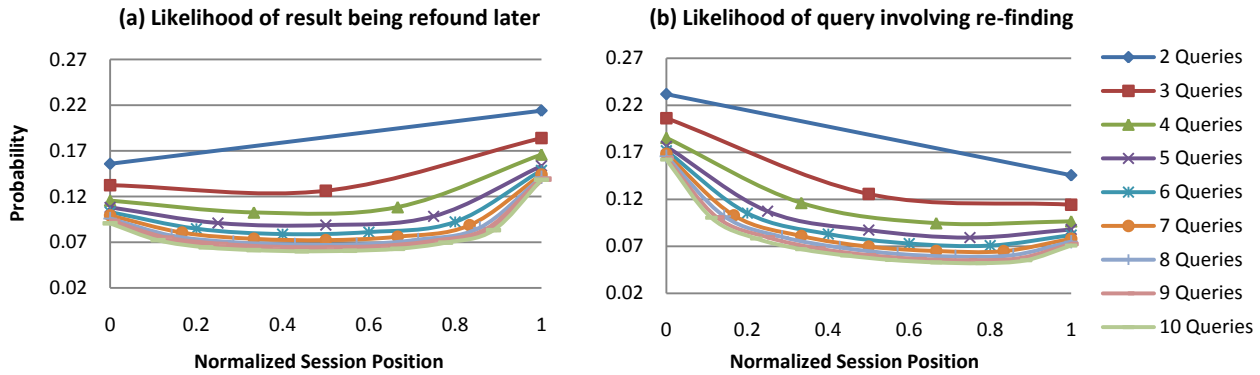 (a) Likelihood of result being refound later
(b) Likelihood of query involving re-finding
Probability
0.27
0.22
0.17
0.12
0.07
0.02
0 0.2 0.4 0.6 0.8 1
Normalized Session Position
0.27
0.22
0.17
0.12
0.07
0.02
0 0.2 0.4 0.6 0.8 1
Normalized Session Position
2 Queries
3 Queries
4 Queries
5 Queries
6 Queries
7 Queries
8 Queries
9 Queries
10 Queries